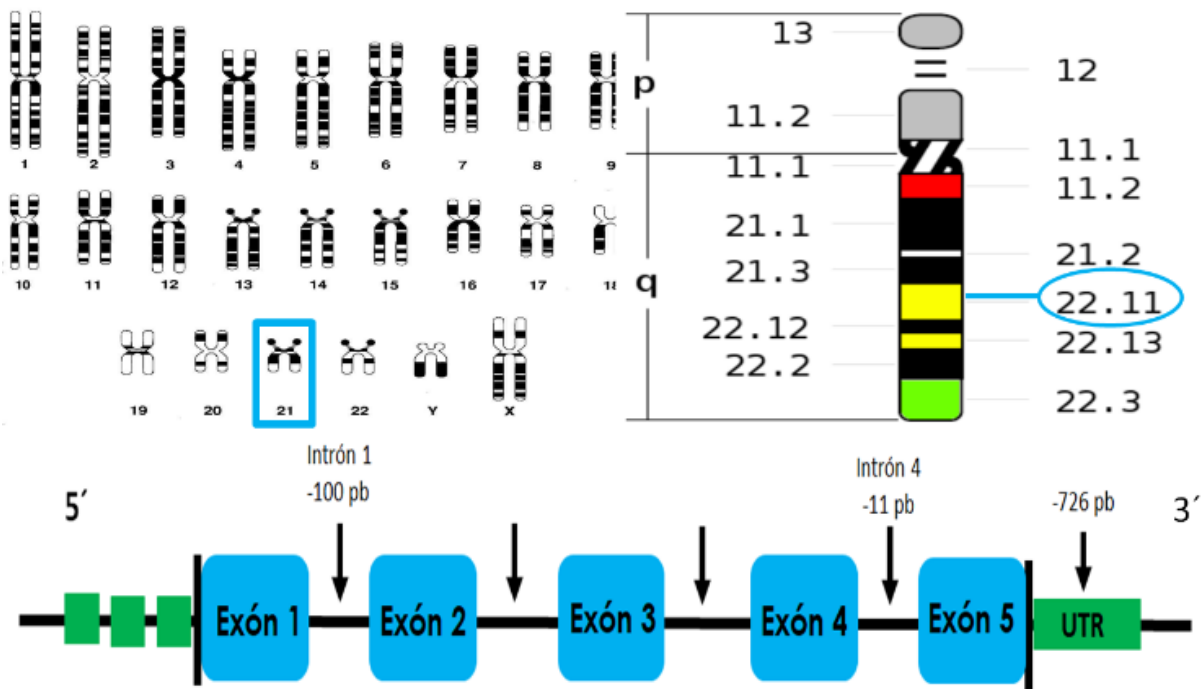 1 2 3 4 5 6 7 8 9
10 11 12 13 14 15 16 17 18
19 20 21 22 Y X
p
q
13
12
11.2
11.1
11.1
11.2
21.1
21.2
21.3
22.11
22.12
22.13
22.2
22.3
Intrón 1
-100 pb
Intrón 4
-11 pb
-726 pb
5´
3´
Exón 1 Exón 2 Exón 3 Exón 4 Exón 5 UTR